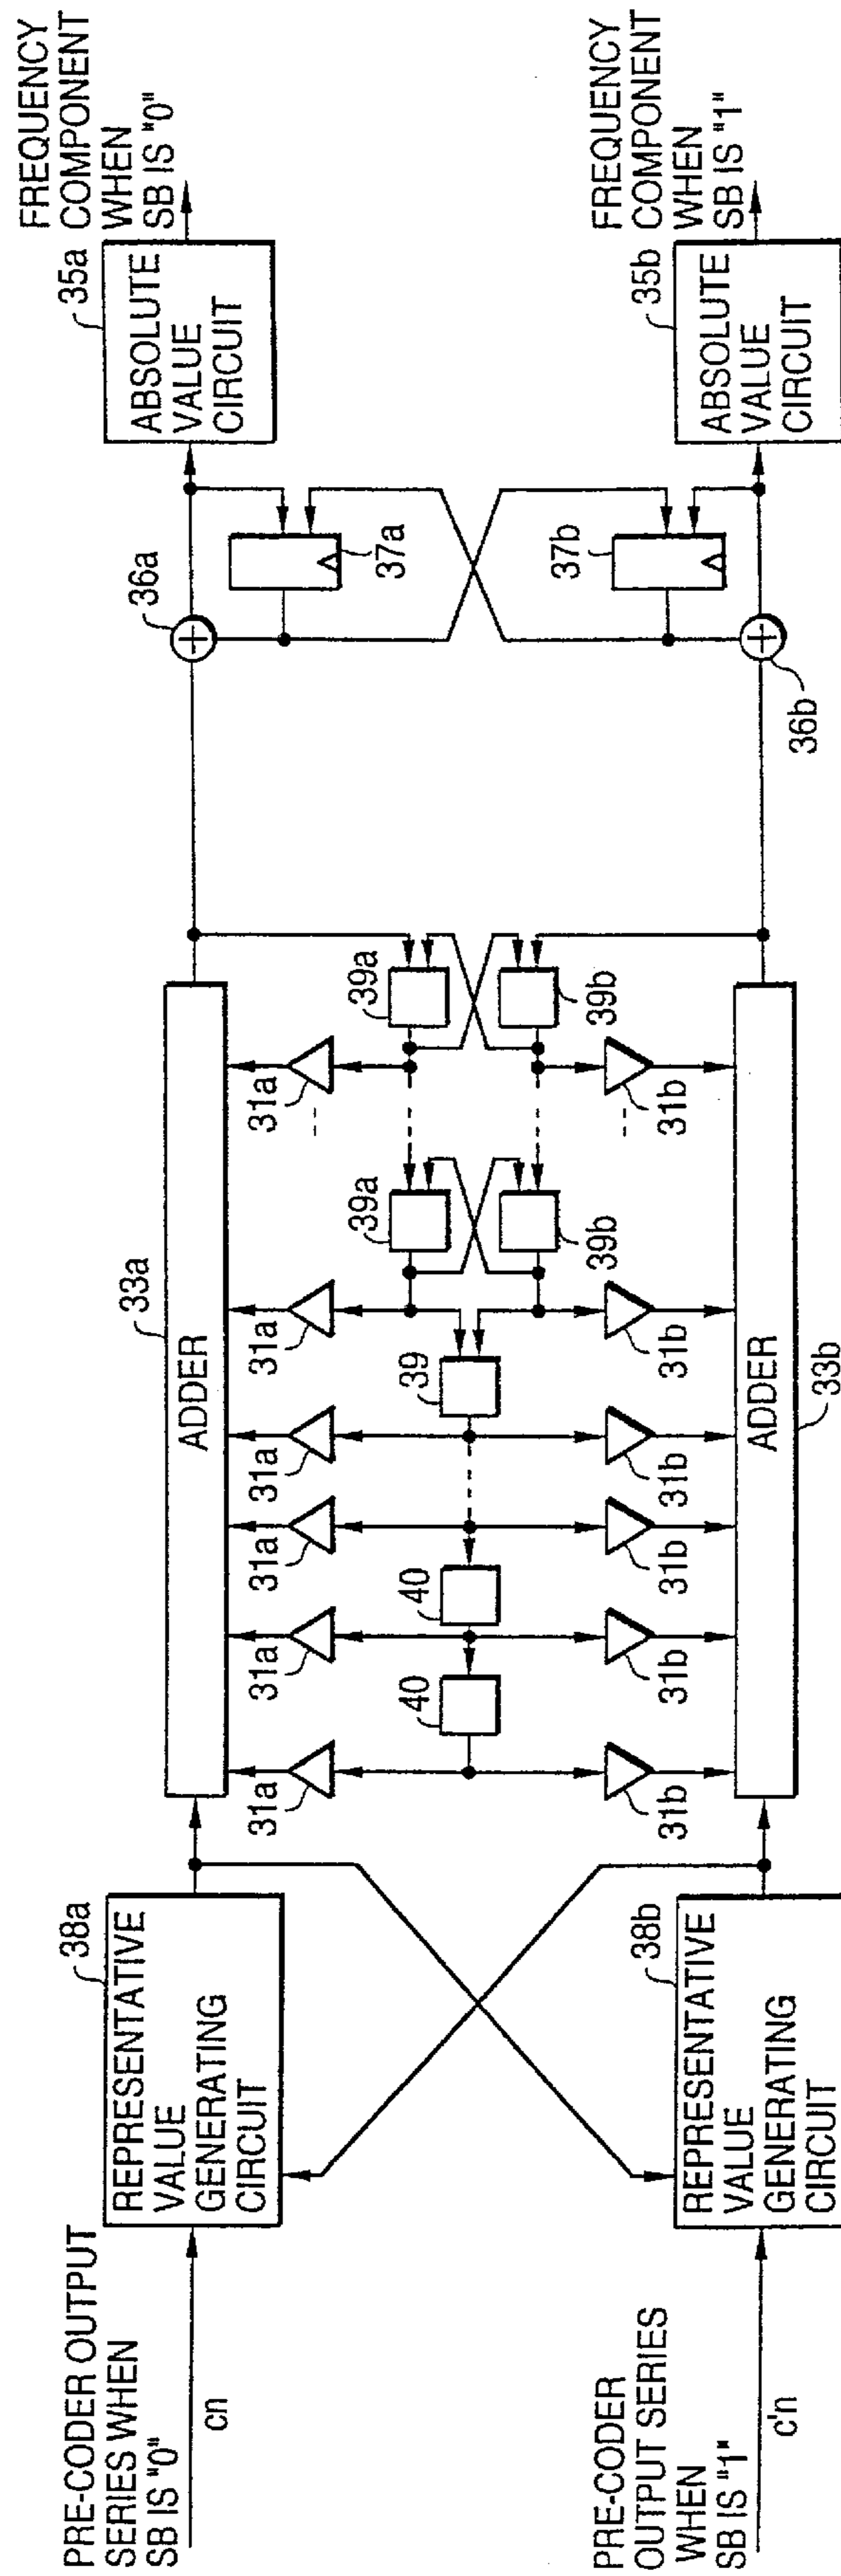 PRE-CODER OUTPUT
SERIES WHEN
SB IS "0"
cn
38a
REPRESENTATIVE
VALUE
GENERATING
CIRCUIT
33a
ADDER
31a
31a
31a
31a
31a
31a
40
40
39
39a
39a
39b
39b
31b
31b
31b
31b
31b
31b
ADDER
33b
36a
37a
37b
36b
35a
ABSOLUTE
VALUE
CIRCUIT
FREQUENCY
COMPONENT
WHEN
SB IS "0"
PRE-CODER
OUTPUT SERIES
WHEN
SB IS "1"
c'n
38b
REPRESENTATIVE
VALUE
GENERATING
CIRCUIT
35b
ABSOLUTE
VALUE
CIRCUIT
FREQUENCY
COMPONENT
WHEN
SB IS "1"